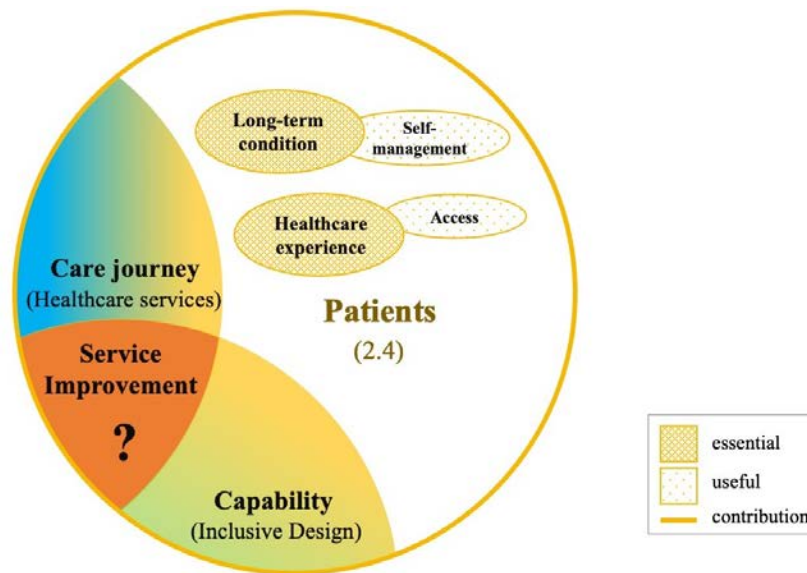 Long-term
condition
Self-
management
Healthcare
experience
Access
Care journey
(Healthcare services)
Patients
(2.4)
Service
Improvement
?
Capability
(Inclusive Design)
essential
useful
contribution